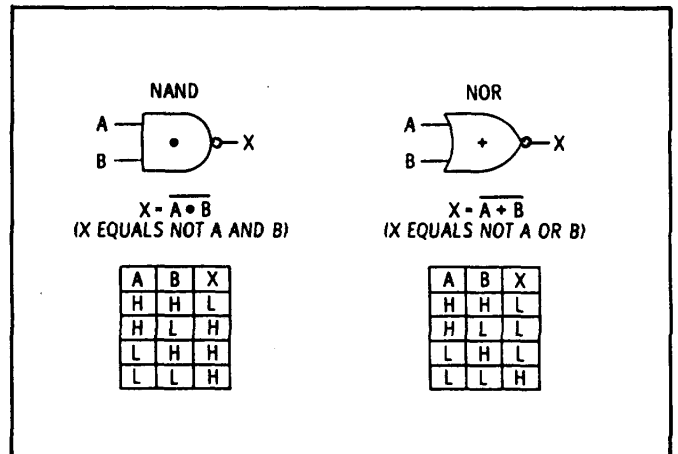 NAND
A
B
• 
X
X = A • B
(X EQUALS NOT A AND B)
A B X
H H L
H L H
L H H
L L H
NOR
A
B
+
X
X = A + B
(X EQUALS NOT A OR B)
A B X
H H L
H L L
L H L
L L H